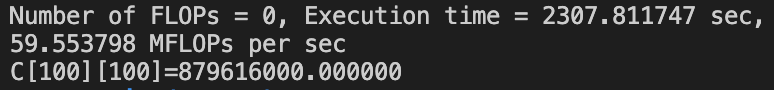 Number of FLOPs = 0, Execution time = 2307.811747 sec,
59.553798 MFLOPs per sec
C[100][100]=879616000.000000